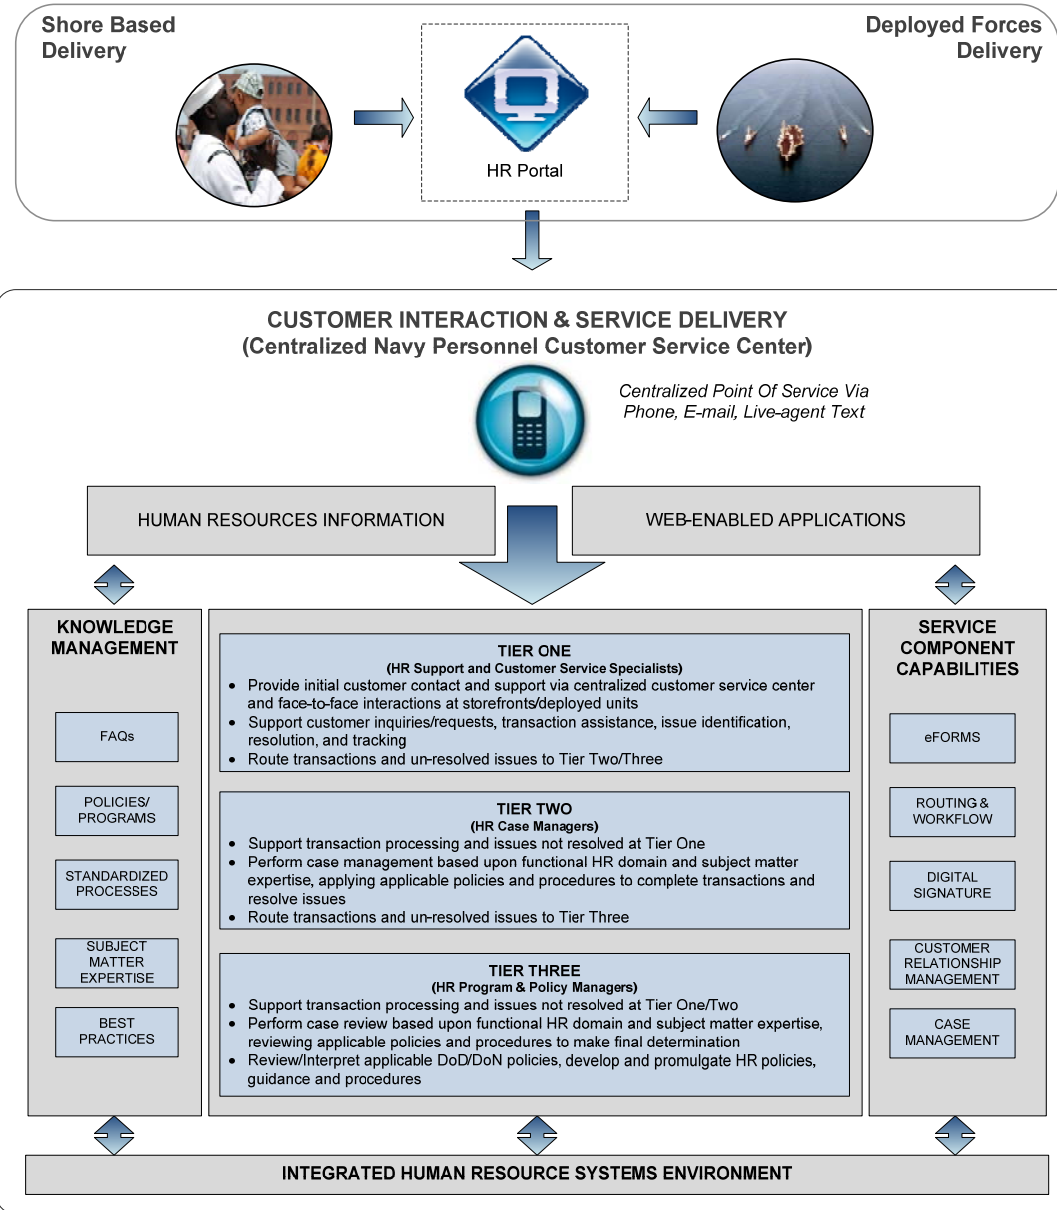 Shore Based
Delivery
Deployed Forces
Delivery
HR Portal
CUSTOMER INTERACTION & SERVICE DELIVERY
(Centralized Navy Personnel Customer Service Center)
Centralized Point Of Service Via
Phone, E-mail, Live-agent Text
HUMAN RESOURCES INFORMATION
WEB-ENABLED APPLICATIONS
KNOWLEDGE
MANAGEMENT
FAQs
POLICIES/
PROGRAMS
STANDARDIZED
PROCESSES
SUBJECT
MATTER
EXPERTISE
BEST
PRACTICES
TIER ONE
(HR Support and Customer Service Specialists)
• Provide initial customer contact and support via centralized customer service center
and face-to-face interactions at storefronts/deployed units
• Support customer inquiries/requests, transaction assistance, issue identification,
resolution, and tracking
• Route transactions and un-resolved issues to Tier Two/Three
TIER TWO
(HR Case Managers)
• Support transaction processing and issues not resolved at Tier One
• Perform case management based upon functional HR domain and subject matter
expertise, applying applicable policies and procedures to complete transactions and
resolve issues
• Route transactions and un-resolved issues to Tier Three
TIER THREE
(HR Program & Policy Managers)
• Support transaction processing and issues not resolved at Tier One/Two
• Perform case review based upon functional HR domain and subject matter expertise,
reviewing applicable policies and procedures to make final determination
• Review/Interpret applicable DoD/DoN policies, develop and promulgate HR policies,
guidance and procedures
SERVICE
COMPONENT
CAPABILITIES
eFORMS
ROUTING &
WORKFLOW
DIGITAL
SIGNATURE
CUSTOMER
RELATIONSHIP
MANAGEMENT
CASE
MANAGEMENT
INTEGRATED HUMAN RESOURCE SYSTEMS ENVIRONMENT